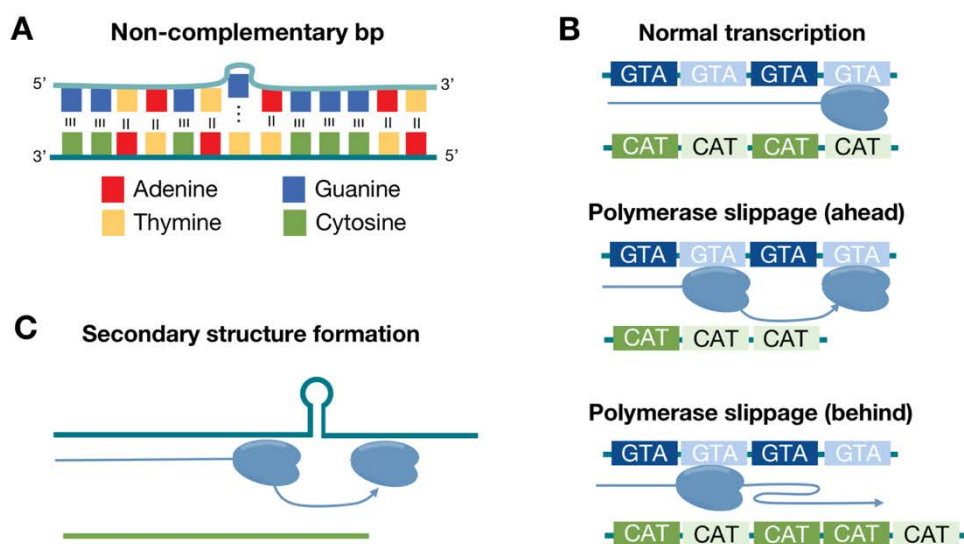 A
Non-complementary bp
5’
3’
3’
5’
Adenine
Guanine
Thymine
Cytosine
B
Normal transcription
GTA GTA GTA GTA
CAT CAT CAT CAT
Polymerase slippage (ahead)
GTA GTA GTA GTA
CAT CAT CAT
Polymerase slippage (behind)
GTA GTA GTA GTA
CAT CAT CAT CAT CAT
C
Secondary structure formation